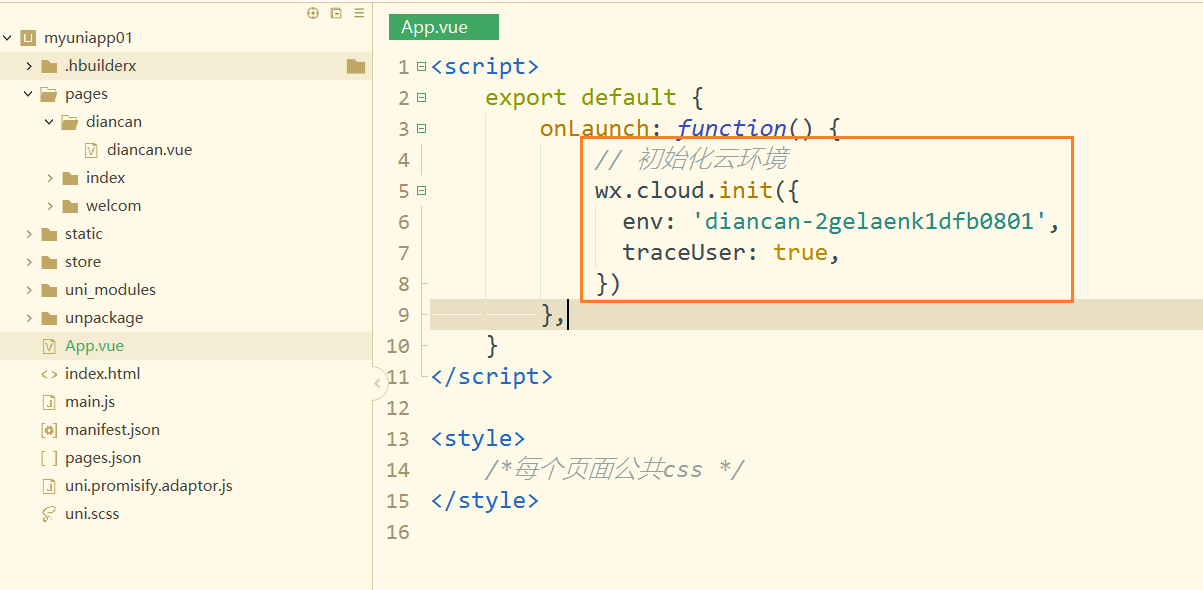 myuniapp01
.hbuilderx
pages
diancan
diancan.vue
index
welcom
static
store
uni_modules
unpackage
App.vue
index.html
main.js
manifest.json
pages.json
uni.promisify.adaptor.js
uni.scss
App.vue
1 <script>
2 export default {
3 onLaunch: function() {
4 // 初始化云环境
5 wx.cloud.init({
6 env: 'diancan-2gelaenk1dfb0801',
7 traceUser: true,
8 })
9 },
10 }
11 </script>
12
13 <style>
14 /*每个页面公共css */
15 </style>
16